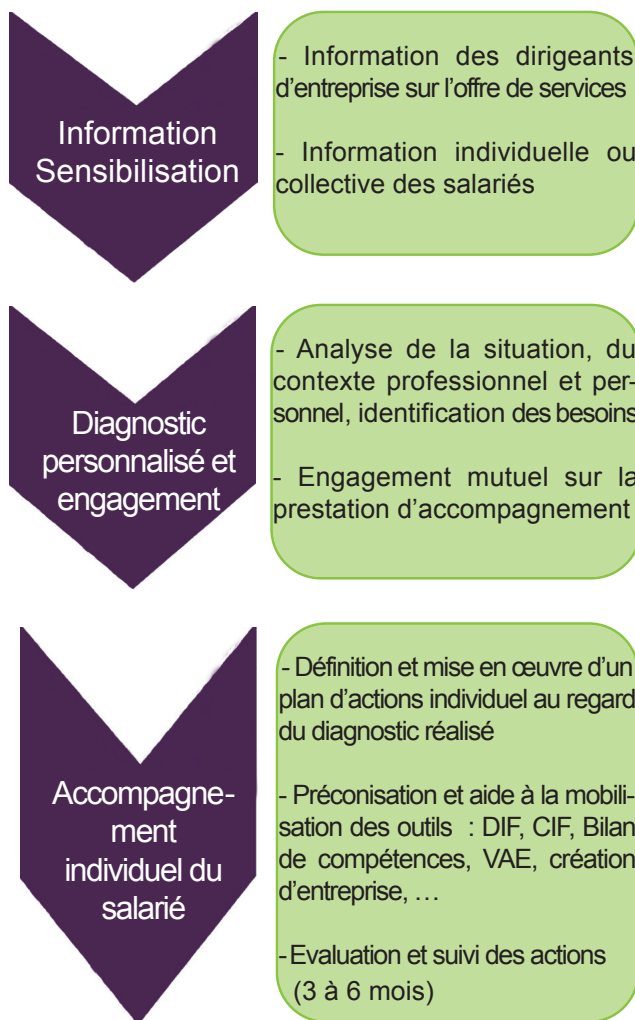 Information
Sensibilisation
- Information des dirigeants
d’entreprise sur l’offre de services
- Information individuelle ou
collective des salariés
Diagnostic
personnalisé et
engagement
- Analyse de la situation, du
contexte professionnel et per-
sonnel, identification des besoins
- Engagement mutuel sur la
prestation d’accompagnement
Accompagne-
ment
individuel du
salarié
- Définition et mise en œuvre d’un
plan d’actions individuel au regard
du diagnostic réalisé
- Préconisation et aide à la mobili-
sation des outils : DIF, CIF, Bilan
de compétences, VAE, création
d’entreprise, …
- Evaluation et suivi des actions
(3 à 6 mois)